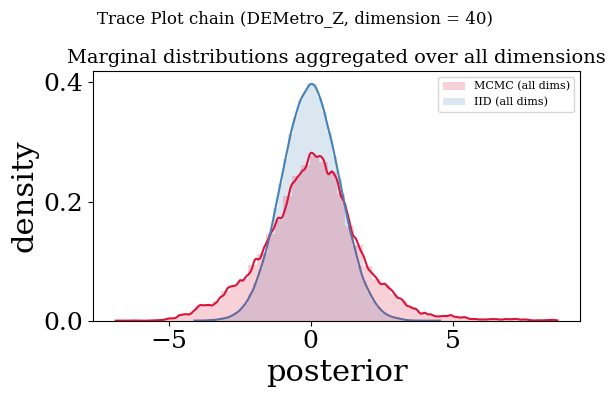 Trace Plot chain (DEMetro_Z, dimension = 40)
Marginal distributions aggregated over all dimensions
MCMC (all dims)
IID (all dims)
density
0.4
0.2
0.0
−5
0
5
posterior